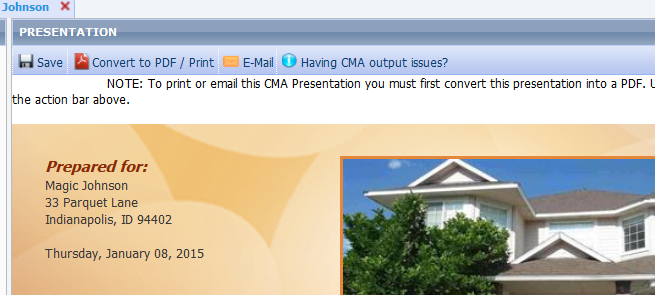 Johnson
PRESENTATION
Save Convert to PDF / Print E-Mail Having CMA output issues?
NOTE: To print or email this CMA Presentation you must first convert this presentation into a PDF.
the action bar above.
Prepared for:
Magic Johnson
33 Parquet Lane
Indianapolis, ID 94402
Thursday, January 08, 2015